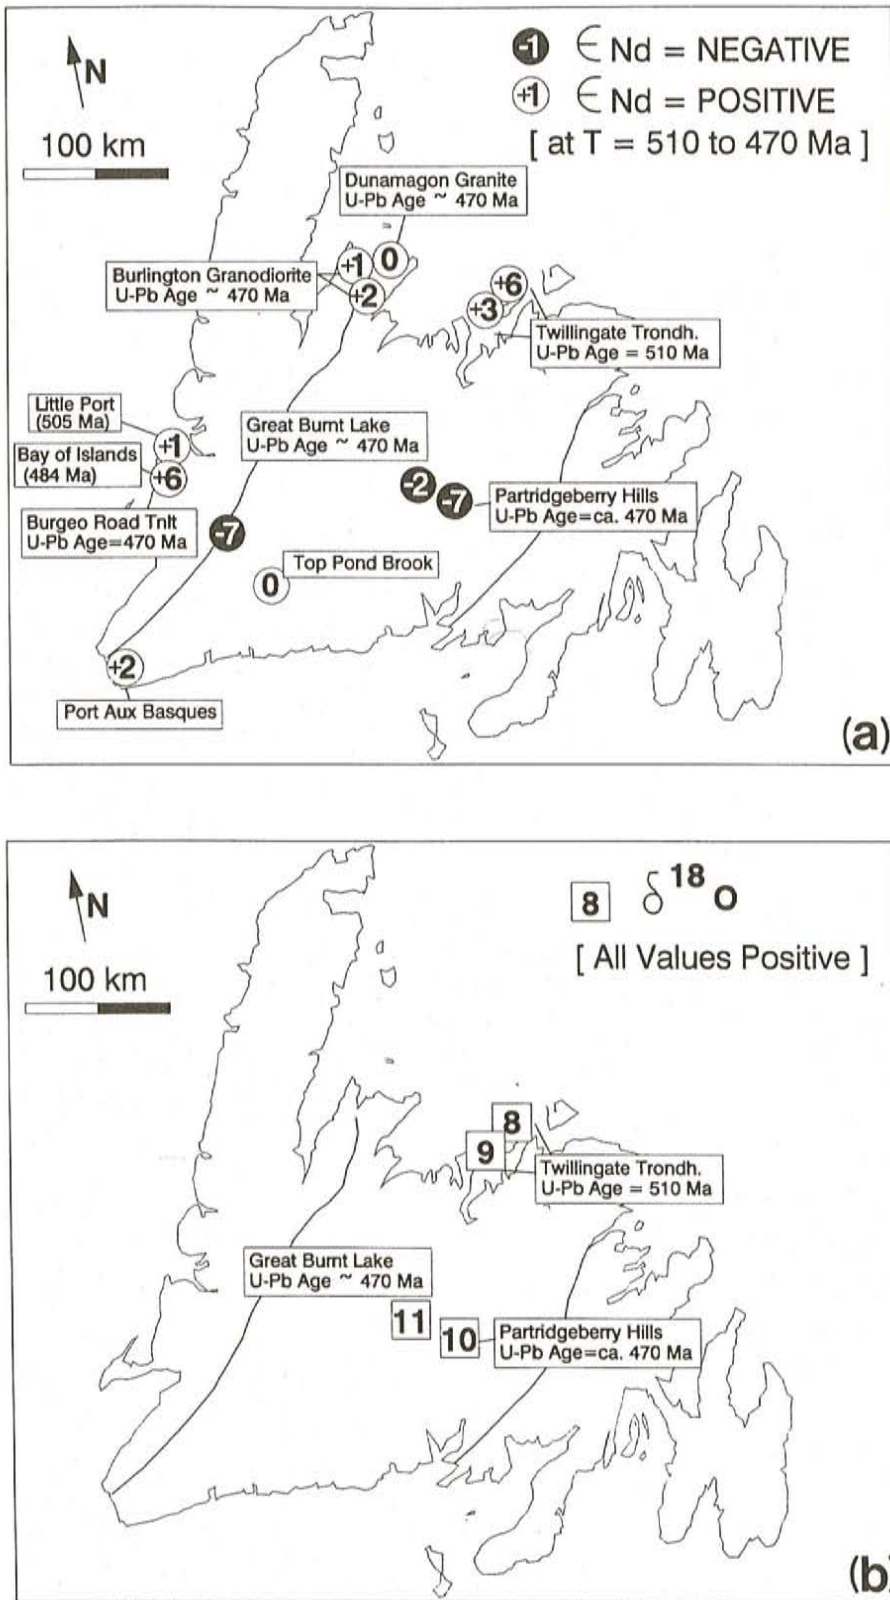 -1 ϵ Nd = NEGATIVE
+1 ϵ Nd = POSITIVE
[ at T = 510 to 470 Ma ]
N
100 km
Dunamagon Granite
U-Pb Age ~ 470 Ma
+1 0
Burlington Granodiorite
U-Pb Age ~ 470 Ma
+2
+6
+3
Twillingate Trondh.
U-Pb Age = 510 Ma
Little Port
(505 Ma)
+1
Bay of Islands
(484 Ma)
+6
Great Burnt Lake
U-Pb Age ~ 470 Ma
-2
-7
Partridgeberry Hills
U-Pb Age=ca. 470 Ma
Burgeo Road Tnlt
U-Pb Age=470 Ma
-7
Top Pond Brook
0
+2
Port Aux Basques
(a)
N
100 km
8 δ 18 O
[ All Values Positive ]
8
9
Twillingate Trondh.
U-Pb Age = 510 Ma
Great Burnt Lake
U-Pb Age ~ 470 Ma
11
10
Partridgeberry Hills
U-Pb Age=ca. 470 Ma
(b)